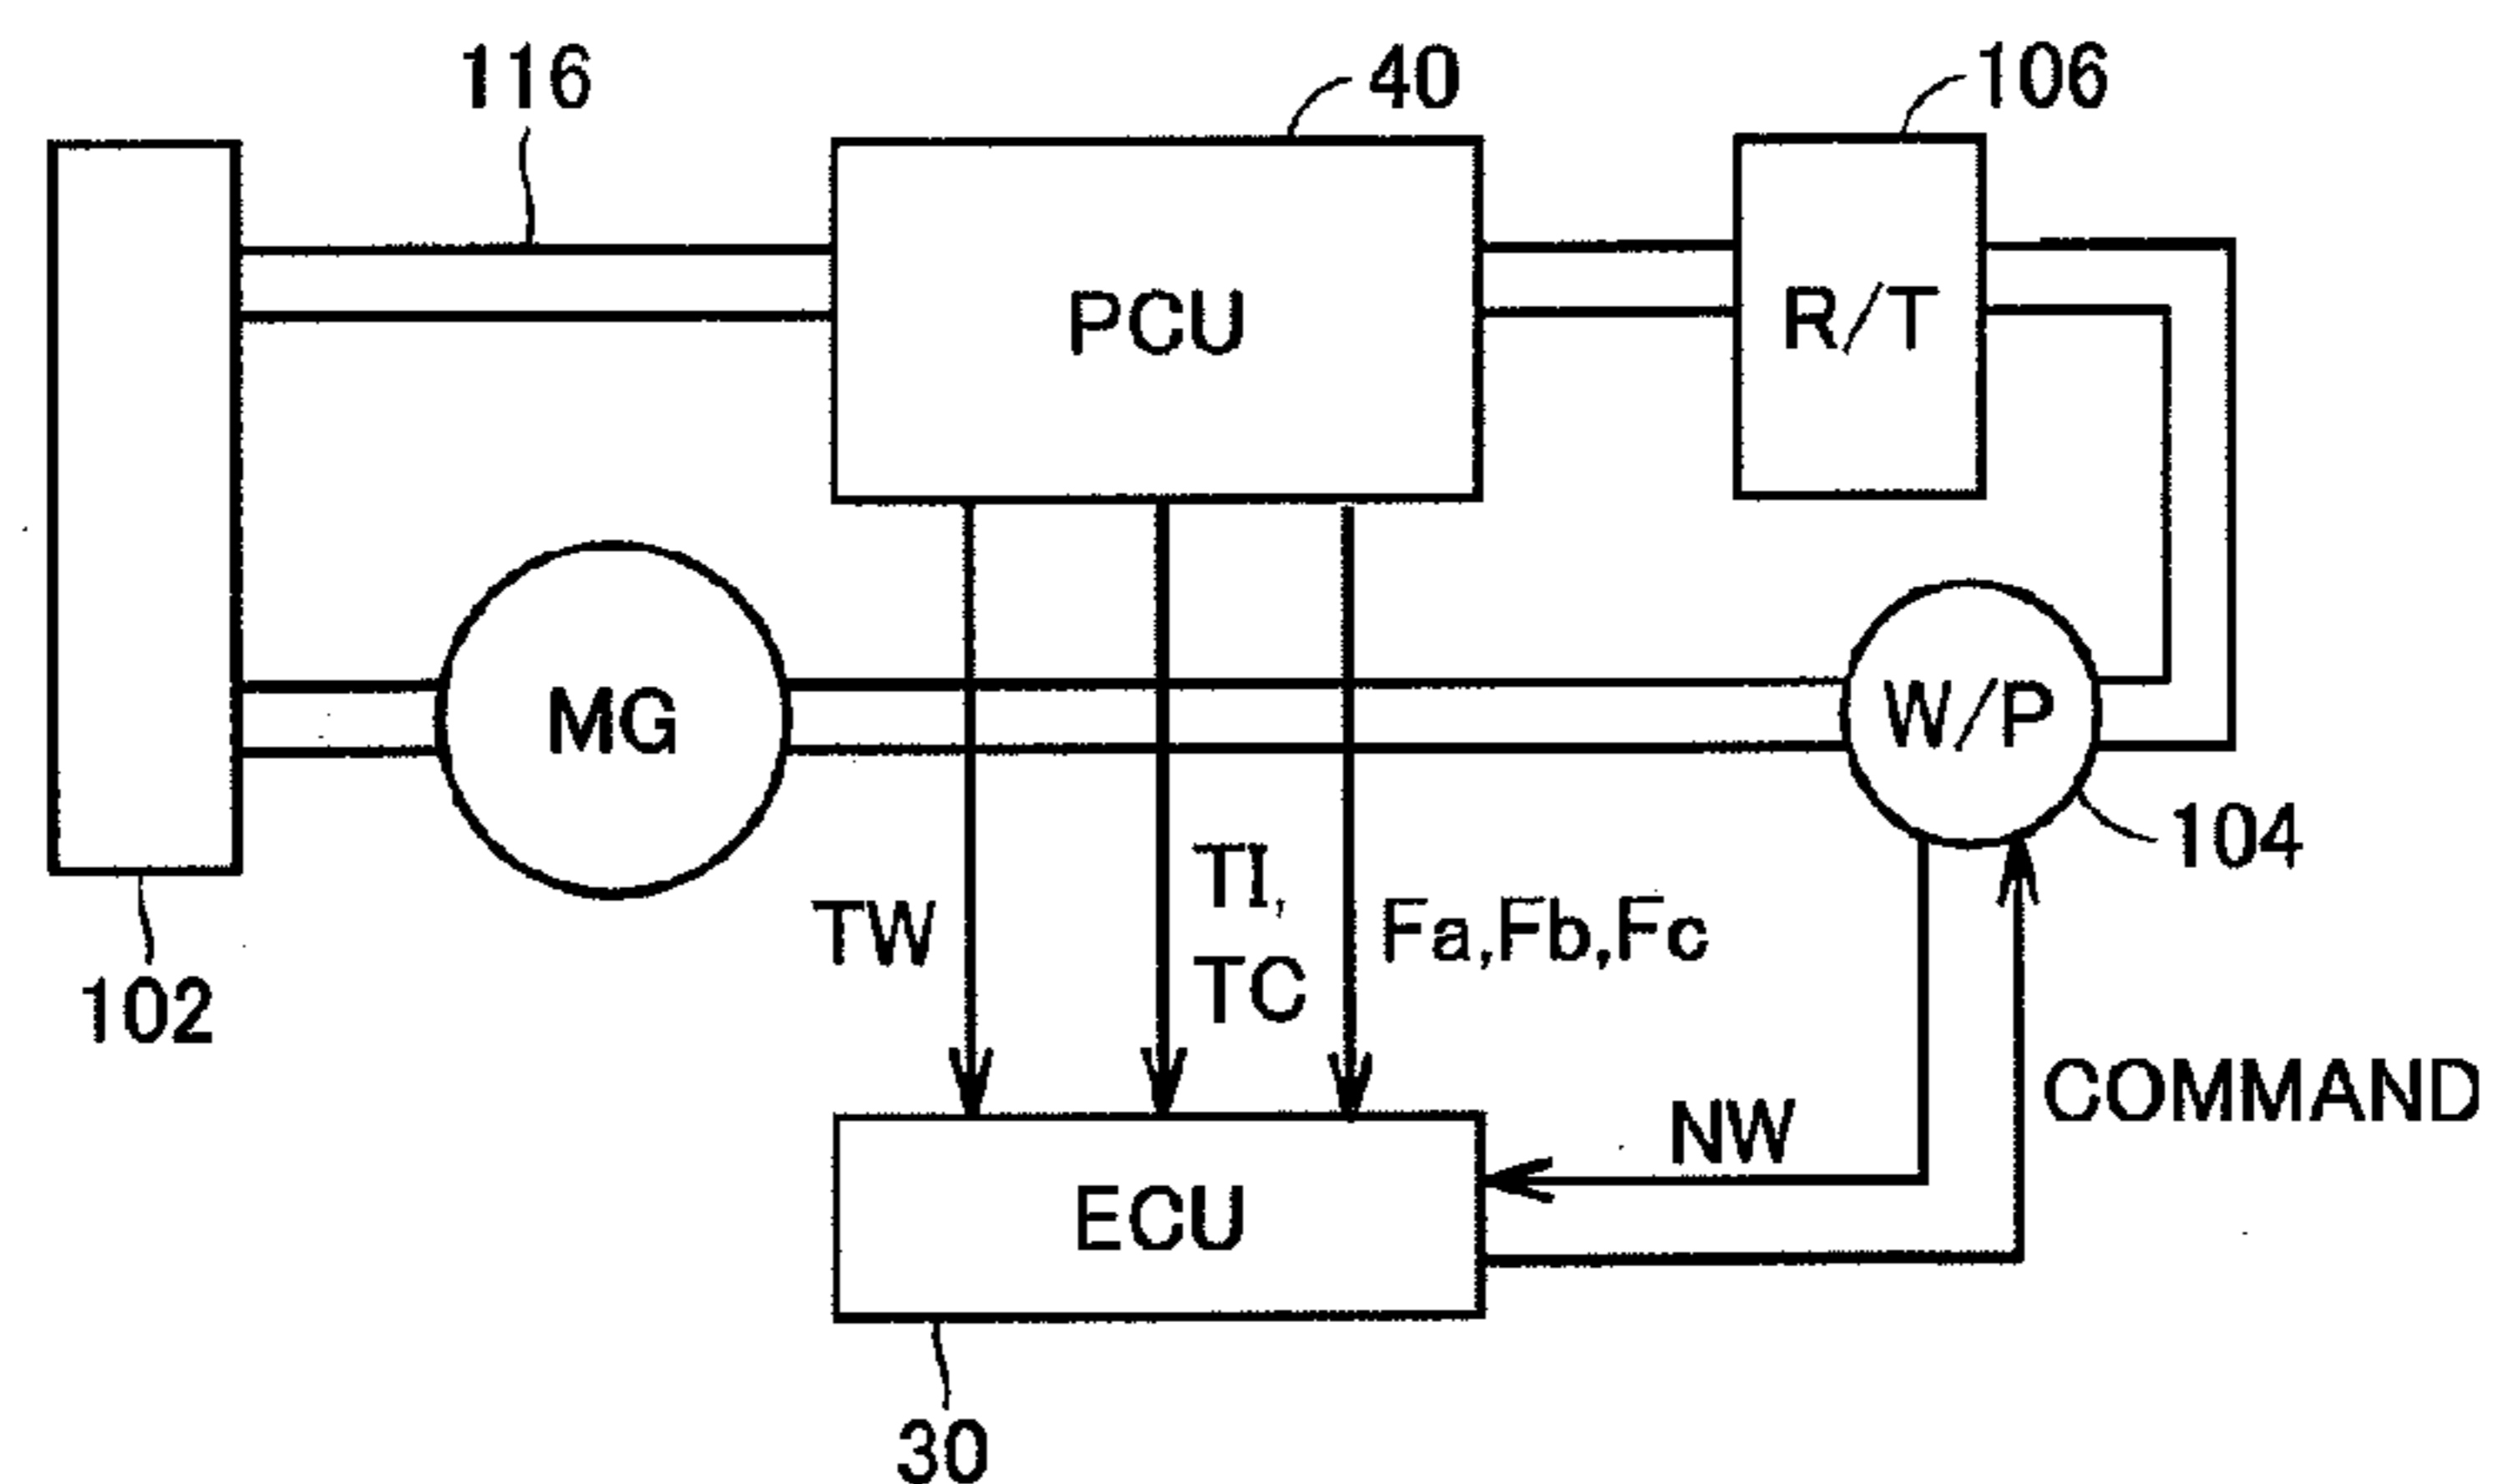 116
40
106
PCU
R/T
MG
W/P
104
TI,
TW
Fa,Fb,Fc
TC
102
COMMAND
NW
ECU
30